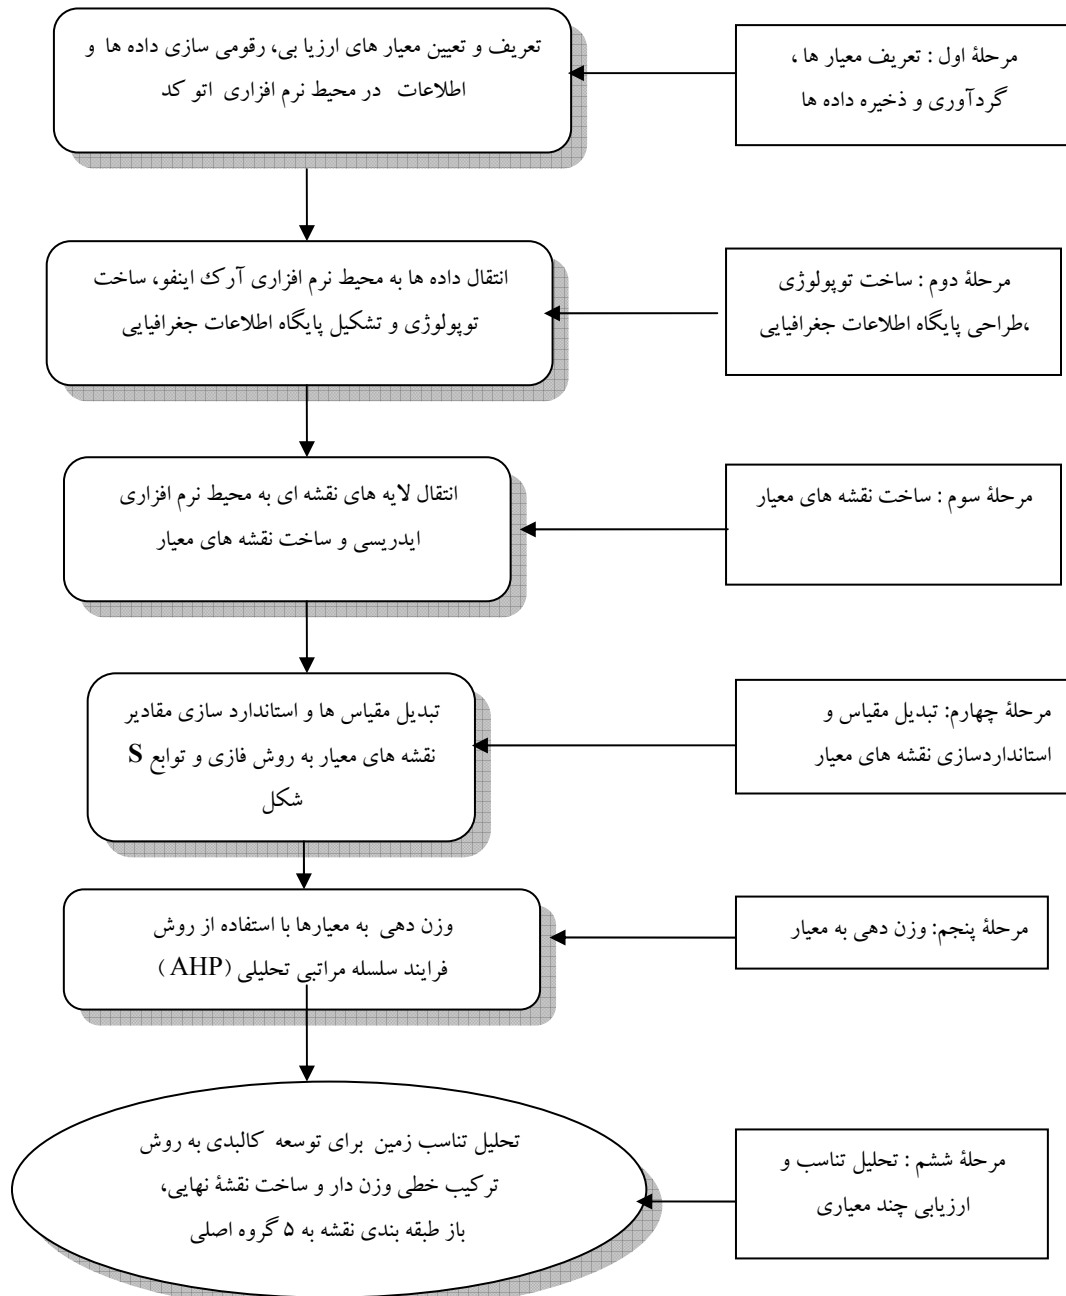 مرحلۀ اول : تعریف معیار ها ،
گردآوری و ذخیره داده ها
تعریف و تعیین معیار های ارزیا بی، رقومی سازی داده ها و
اطلاعات در محیط نرم افزاری اتو کد
مرحلۀ دوم : ساخت توپولوژی
،طراحی پایگاه اطلاعات جغرافیایی
انتقال داده ها به محیط نرم افزاری آرک اینفو، ساخت
توپولوژی و تشکیل پایگاه اطلاعات جغرافیایی
مرحلۀ سوم : ساخت نقشه های معیار
انتقال لایه های نقشه ای به محیط نرم افزاری
ایدریسی و ساخت نقشه های معیار
مرحلۀ چهارم: تبدیل مقیاس و
استانداردسازی نقشه های معیار
تبدیل مقیاس ها و استاندارد سازی مقادیر
نقشه های معیار به روش فازی و توابع S
شکل
مرحلۀ پنجم: وزن دهی به معیار
وزن دهی به معیارها با استفاده از روش
فرایند سلسله مراتبی تحلیلی (AHP)
مرحلۀ ششم : تحلیل تناسب و
ارزیابی چند معیاری
تحلیل تناسب زمین برای توسعه کالبدی به روش
ترکیب خطی وزن دار و ساخت نقشۀ نهایی،
باز طبقه بندی نقشه به ۵ گروه اصلی